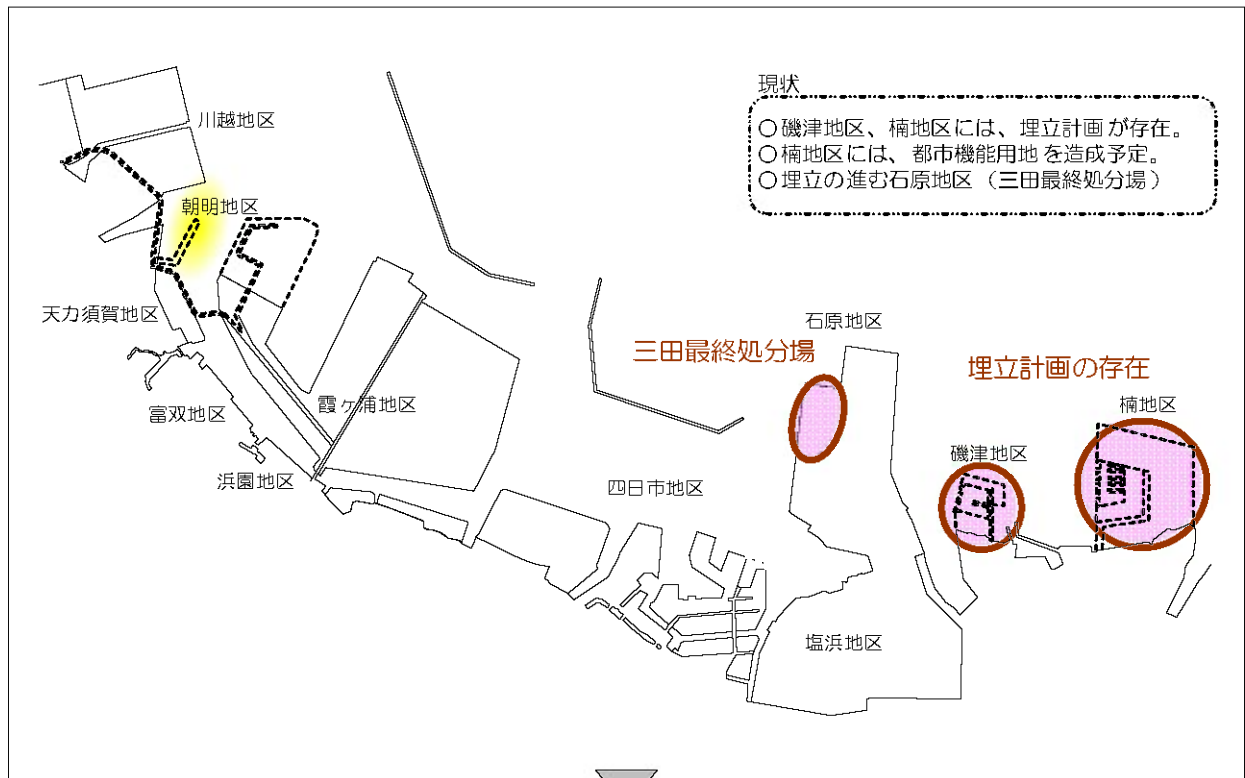 現状
○磯津地区、楠地区には、埋立計画が存在。
○楠地区には、都市機能用地を造成予定。
○埋立の進む石原地区（三田最終処分場）
川越地区
朝明地区
天力須賀地区
富双地区
霞ヶ浦地区
浜園地区
四日市地区
三田最終処分場
石原地区
埋立計画の存在
楠地区
磯津地区
塩浜地区